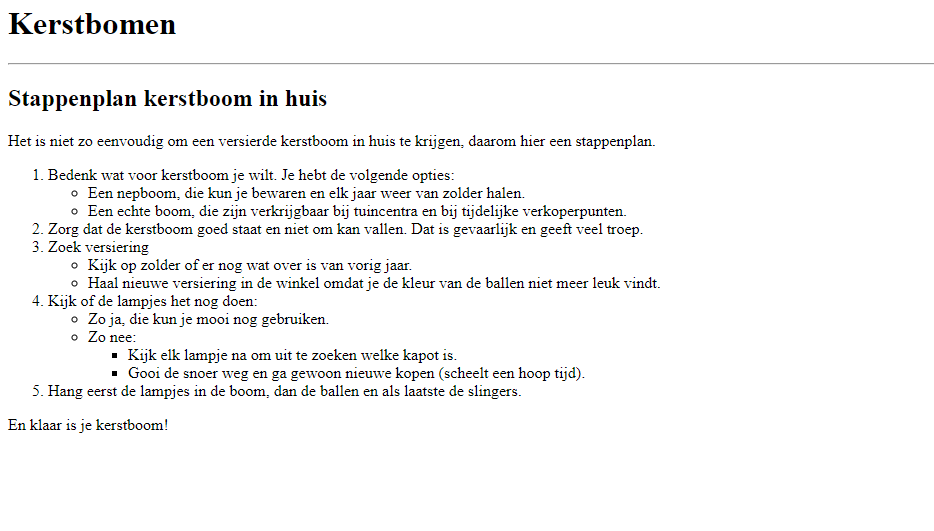 Kerstbomen
Stappenplan kerstboom in huis
Het is niet zo eenvoudig om een versierde kerstboom in huis te krijgen, daarom hier een stappenplan.
1. Bedenk wat voor kerstboom je wilt. Je hebt de volgende opties:
○ Een nepboom, die kun je bewaren en elk jaar weer van zolder halen.
○ Een echte boom, die zijn verkrijgbaar bij tuincentra en bij tijdelijke verkoperpunten.
2. Zorg dat de kerstboom goed staat en niet om kan vallen. Dat is gevaarlijk en geeft veel troep.
3. Zoek versiering
○ Kijk op zolder of er nog wat over is van vorig jaar.
○ Haal nieuwe versiering in de winkel omdat je de kleur van de ballen niet meer leuk vindt.
4. Kijk of de lampjes het nog doen:
○ Zo ja, die kun je mooi nog gebruiken.
○ Zo nee:
■ Kijk elk lampje na om uit te zoeken welke kapot is.
■ Gooi de snoer weg en ga gewoon nieuwe kopen (scheelt een hoop tijd).
5. Hang eerst de lampjes in de boom, dan de ballen en als laatste de slingers.
En klaar is je kerstboom!